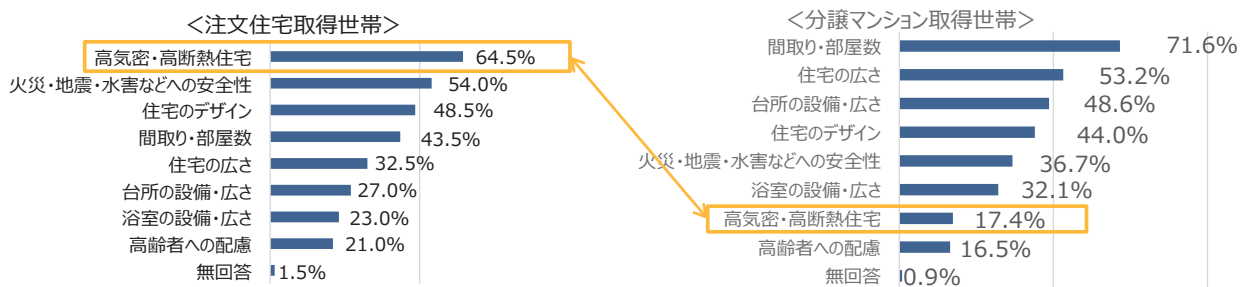 <注文住宅取得世帯>
高気密・高断熱住宅 64.5%
火災・地震・水害などへの安全性 54.0%
住宅のデザイン 48.5%
間取り・部屋数 43.5%
住宅の広さ 32.5%
台所の設備・広さ 27.0%
浴室の設備・広さ 23.0%
高齢者への配慮 21.0%
無回答 1.5%
<分譲マンション取得世帯>
間取り・部屋数 71.6%
住宅の広さ 53.2%
台所の設備・広さ 48.6%
住宅のデザイン 44.0%
火災・地震・水害などへの安全性 36.7%
浴室の設備・広さ 32.1%
高気密・高断熱住宅 17.4%
高齢者への配慮 16.5%
無回答 0.9%